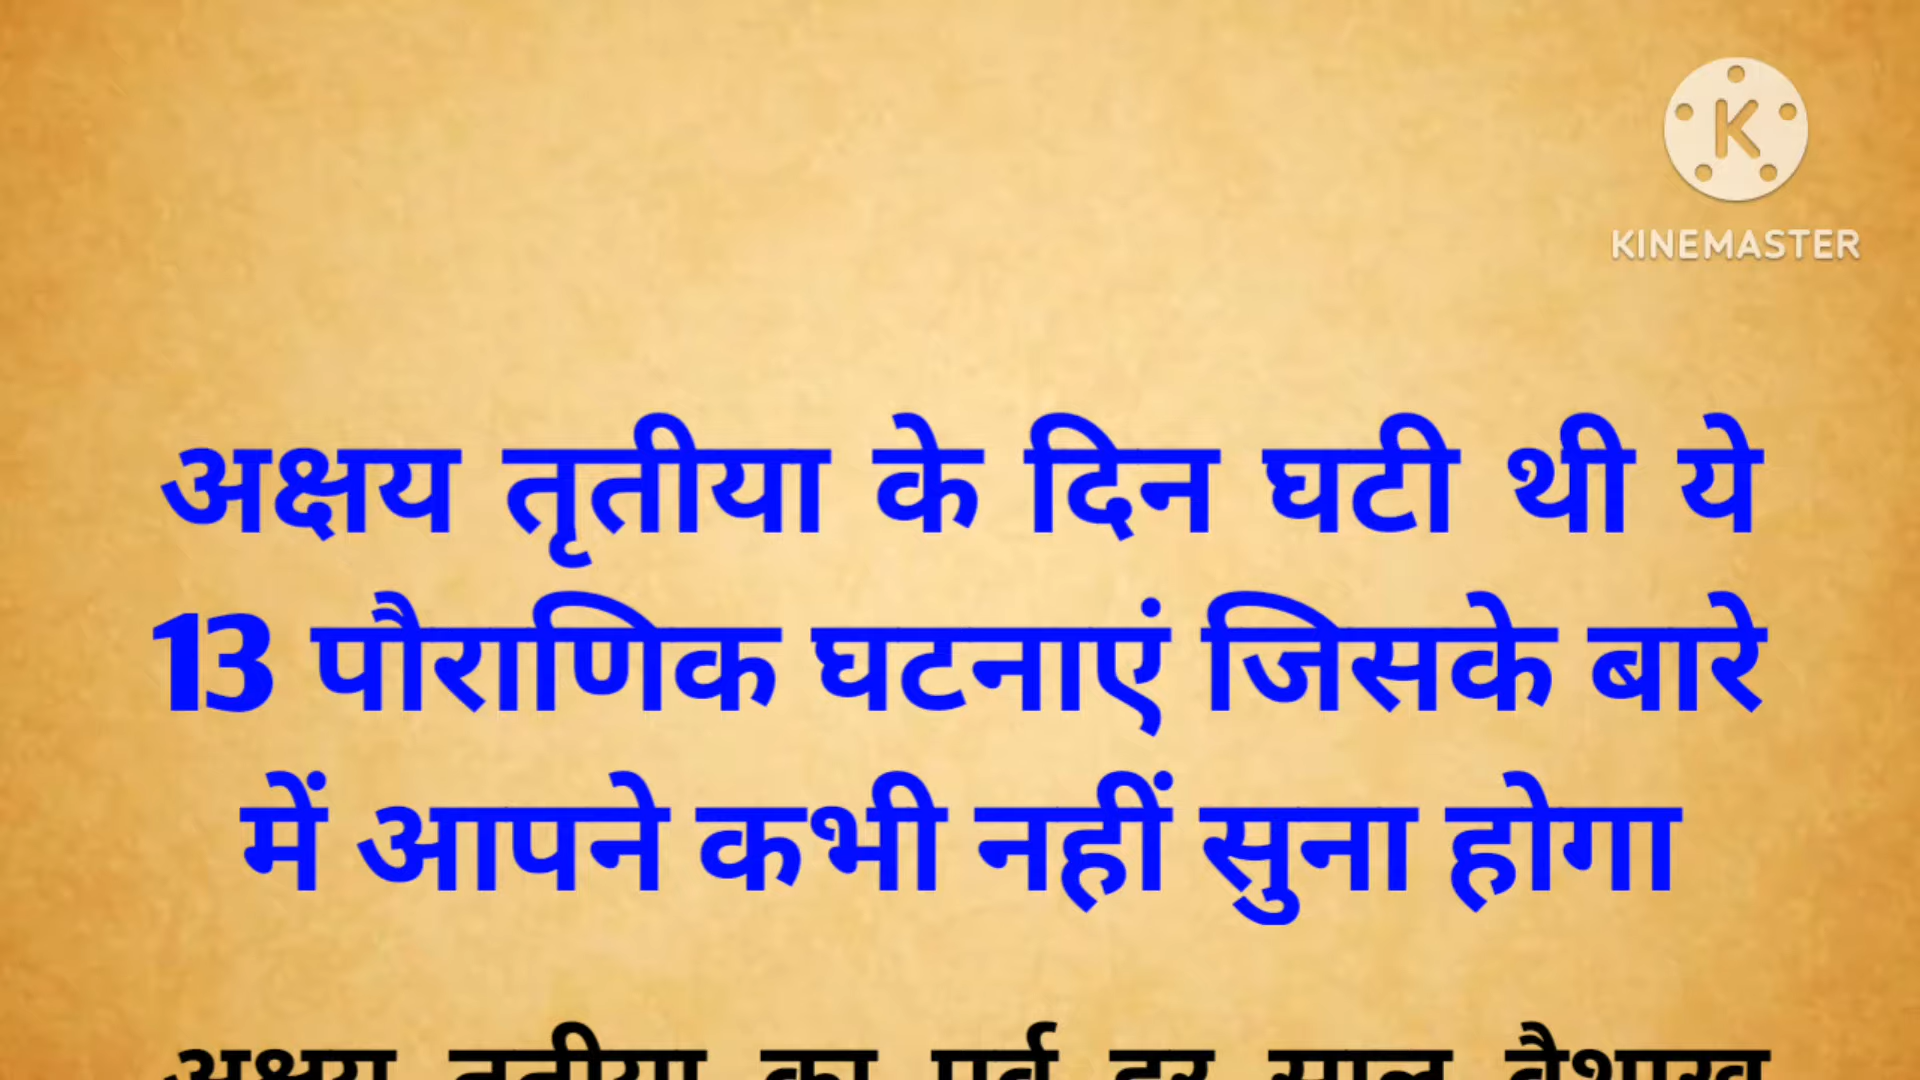 K
KINEMASTER
अक्षय तृतीया के दिन घटी थी ये
13 पौराणिक घटनाएं जिसके बारे
में आपने कभी नहीं सुना होगा
अक्षय तृतीया का पर्व हर साल वैशाख